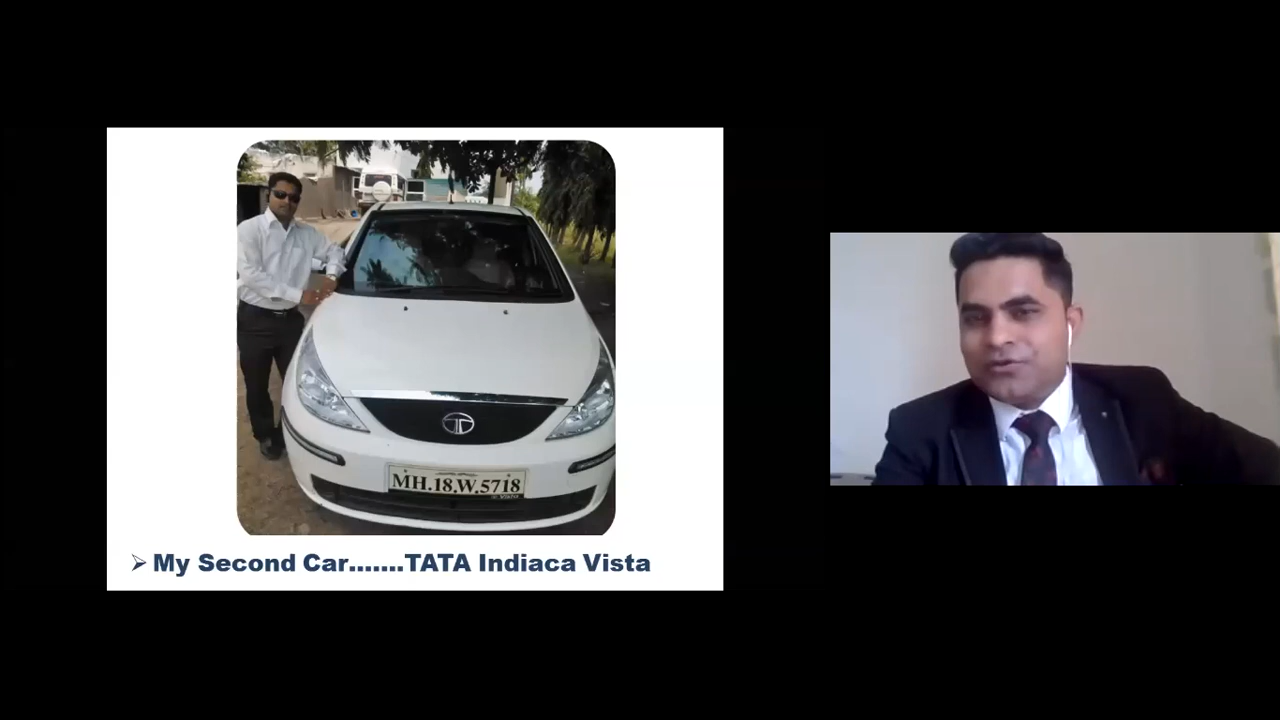 MH.18.W.5718
➢ My Second Car.......TATA Indiaca Vista